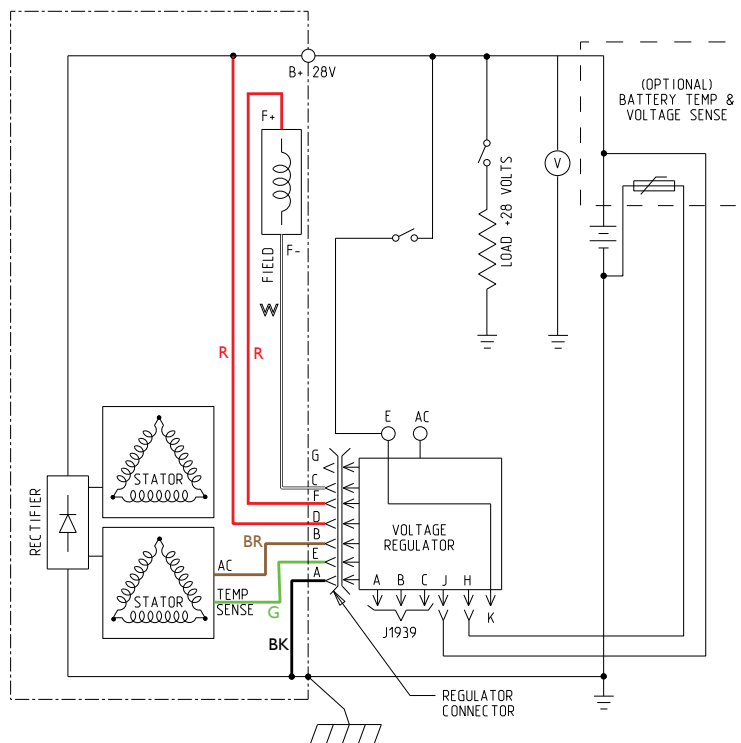 (OPTIONAL)
BATTERY TEMP &
VOLTAGE SENSE
B+ 28V
F+
FIELD
F-
W
LOAD +28 VOLTS
V
R
R
E
AC
STATOR
RECTIFIER
G
C
F
D
B
E
A
VOLTAGE
REGULATOR
BR
AC
STATOR
TEMP
SENSE
G
BK
A
B
C
J
H
K
J1939
REGULATOR
CONNECTOR